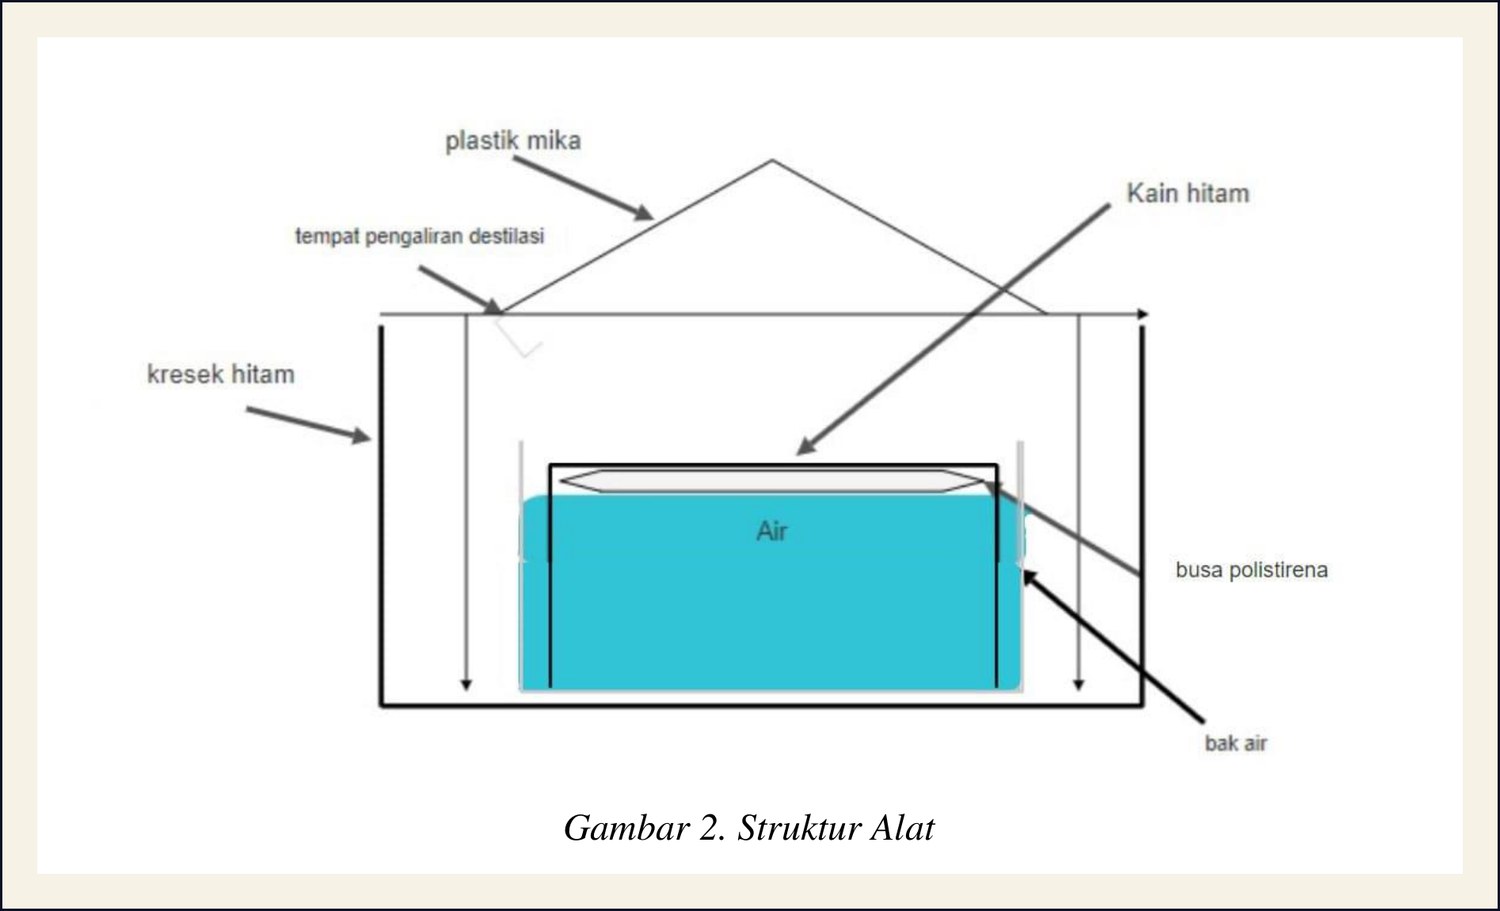 plastik mika
Kain hitam
tempat pengaliran destilasi
kresek hitam
Air
busa polistirena
bak air
Gambar 2. Struktur Alat